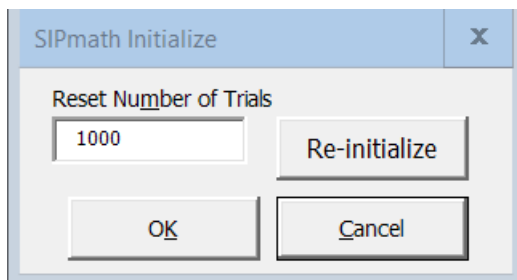 SIPmath Initialize x
Reset Number of Trials
1000
Re-initialize
OK
Cancel